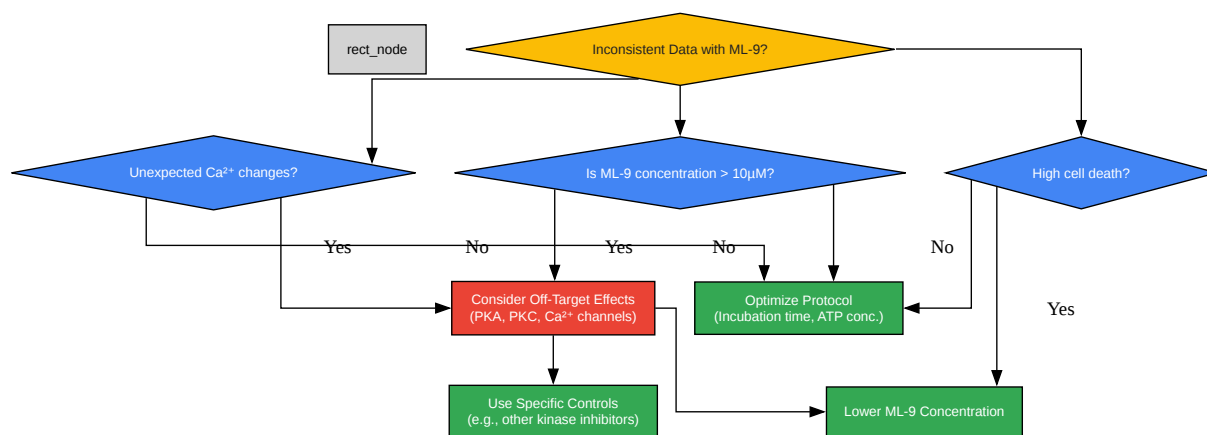 rect_node
Inconsistent Data with ML-9?
Unexpected Ca²⁺ changes?
Is ML-9 concentration > 10µM?
High cell death?
Yes
No
Yes
No
No
Consider Off-Target Effects
(PKA, PKC, Ca²⁺ channels)
Optimize Protocol
(Incubation time, ATP conc.)
Yes
Use Specific Controls
(e.g., other kinase inhibitors)
Lower ML-9 Concentration